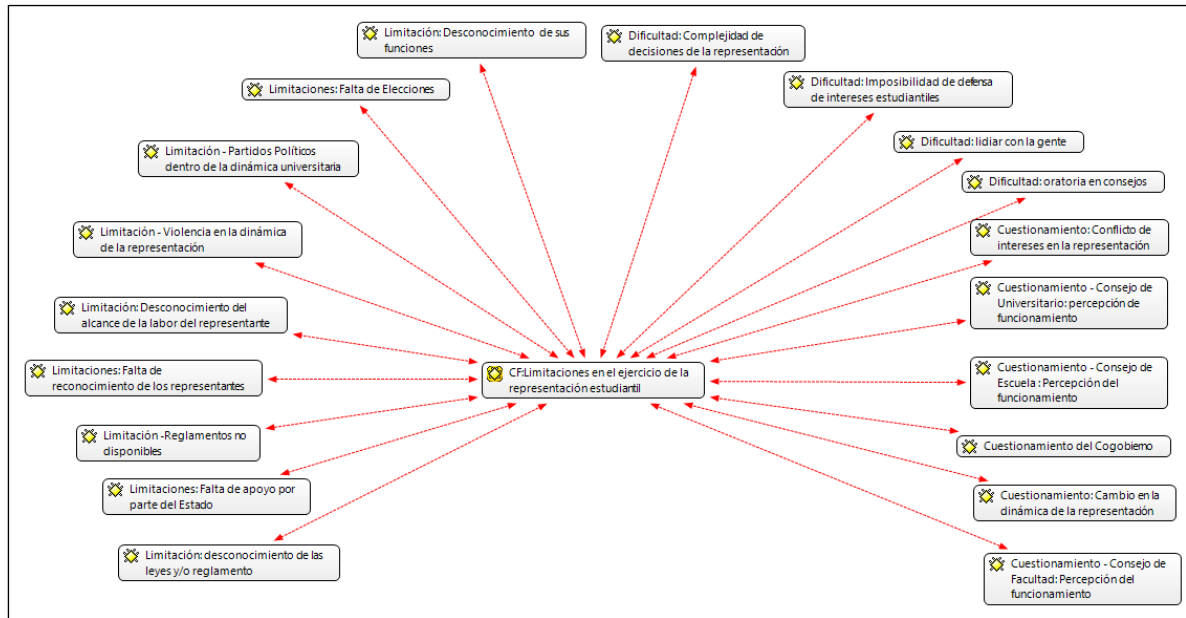 Limitación: Desconocimiento de sus
funciones
Dificultad: Complejidad de
decisiones de la representación
Limitaciones: Falta de Elecciones
Dificultad: Imposibilidad de defensa
de intereses estudiantiles
Limitación - Partidos Políticos
dentro de la dinámica universitaria
Dificultad: lidiar con la gente
Dificultad: oratoria en consejos
Limitación - Violencia en la dinámica
de la representación
Cuestionamiento: Conflicto de
intereses en la representación
Cuestionamiento - Consejo de
Universitario: percepción de
funcionamiento
Limitación: Desconocimiento del
alcance de la labor del representante
Limitaciones: Falta de
reconocimiento de los representantes
CF:Limitaciones en el ejercicio de la
representación estudiantil
Cuestionamiento - Consejo de
Escuela : Percepción del
funcionamiento
Limitación -Reglamentos no
disponibles
Cuestionamiento del Cogobierno
Limitaciones: Falta de apoyo por
parte del Estado
Cuestionamiento: Cambio en la
dinámica de la representación
Limitación: desconocimiento de las
leyes y/o reglamento
Cuestionamiento - Consejo de
Facultad: Percepción del
funcionamiento